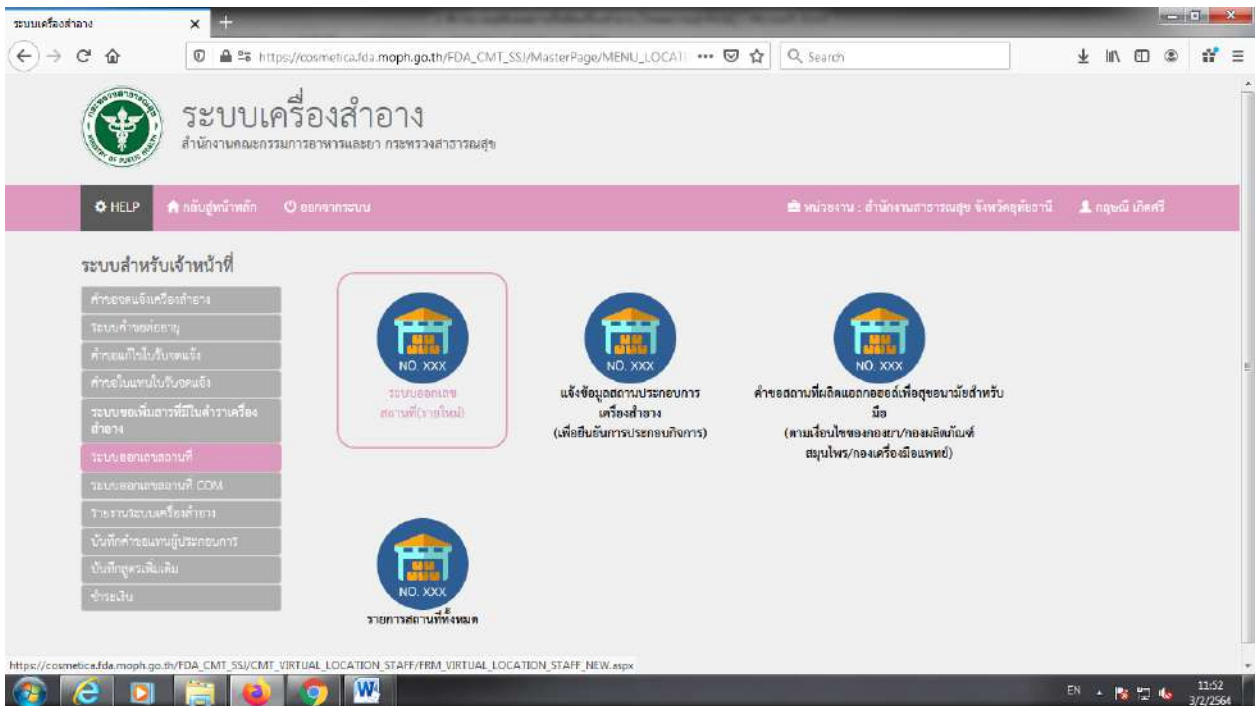 ระบบเครื่องสำอาง
https://cosmetica.fda.moph.go.th/FDA_CMT_SSJ/MasterPage/MENU_LOCATI
Search
ระบบเครื่องสำอาง
สำนักงานคณะกรรมการอาหารและยา กระทรวงสาธารณสุข
HELP กลับสู่หน้าหลัก ออกจากระบบ หน่วยงาน : สำนักงานสาธารณสุข จังหวัดอุทัยธานี กฤษณี เกิดศรี
ระบบสำหรับเจ้าหน้าที่
คำขอจดแจ้งเครื่องสำอาง
ระบบคำขอต่ออายุ
คำขอแก้ไขใบรับจดแจ้ง
คำขอใบแทนใบรับจดแจ้ง
ระบบขอเพิ่มสารที่มีในตำราเครื่อง
สำอาง
ระบบออกเลขสถานที่
ระบบออกเลขสถานที่ COM
รายงานระบบเครื่องสำอาง
บันทึกคำขอแทนผู้ประกอบการ
บันทึกสูตรเพิ่มเติม
ชำระเงิน
NO. XXX
ระบบออกเลข
สถานที่(รายใหม่)
NO. XXX
แจ้งข้อมูลสถานประกอบการ
เครื่องสำอาง
(เพื่อยืนยันการประกอบกิจการ)
NO. XXX
คำขอสถานที่ผลิตแอลกอฮอล์เพื่อสุขอนามัยสำหรับ
มือ
(ตามเงื่อนไขของกองยา/กองผลิตภัณฑ์
สมุนไพร/กองเครื่องมือแพทย์)
NO. XXX
รายการสถานที่ทั้งหมด
https://cosmetica.fda.moph.go.th/FDA_CMT_SSJ/CMT_VIRTUAL_LOCATION_STAFF/FRM_VIRTUAL_LOCATION_STAFF_NEW.aspx
EN
11:52
3/2/2564